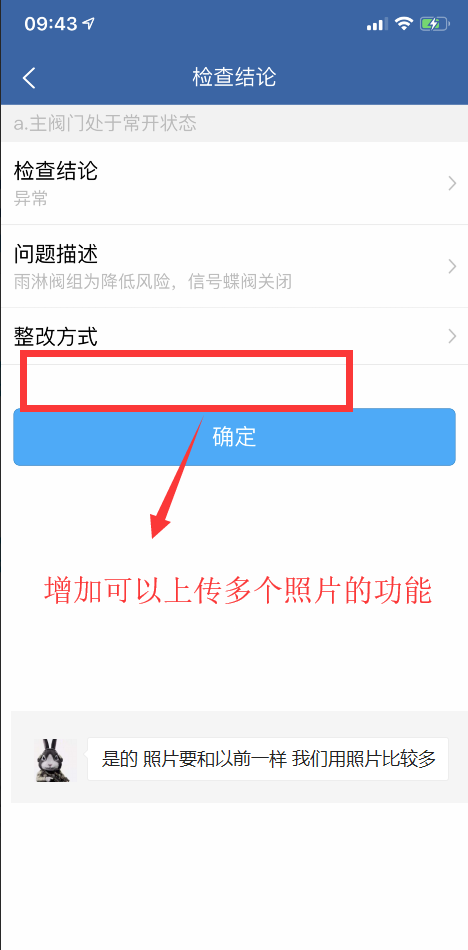 09:43
检查结论
a.主阀门处于常开状态
检查结论
异常
问题描述
雨淋阀组为降低风险，信号蝶阀关闭
整改方式
确定
增加可以上传多个照片的功能
是的 照片要和以前一样 我们用照片比较多